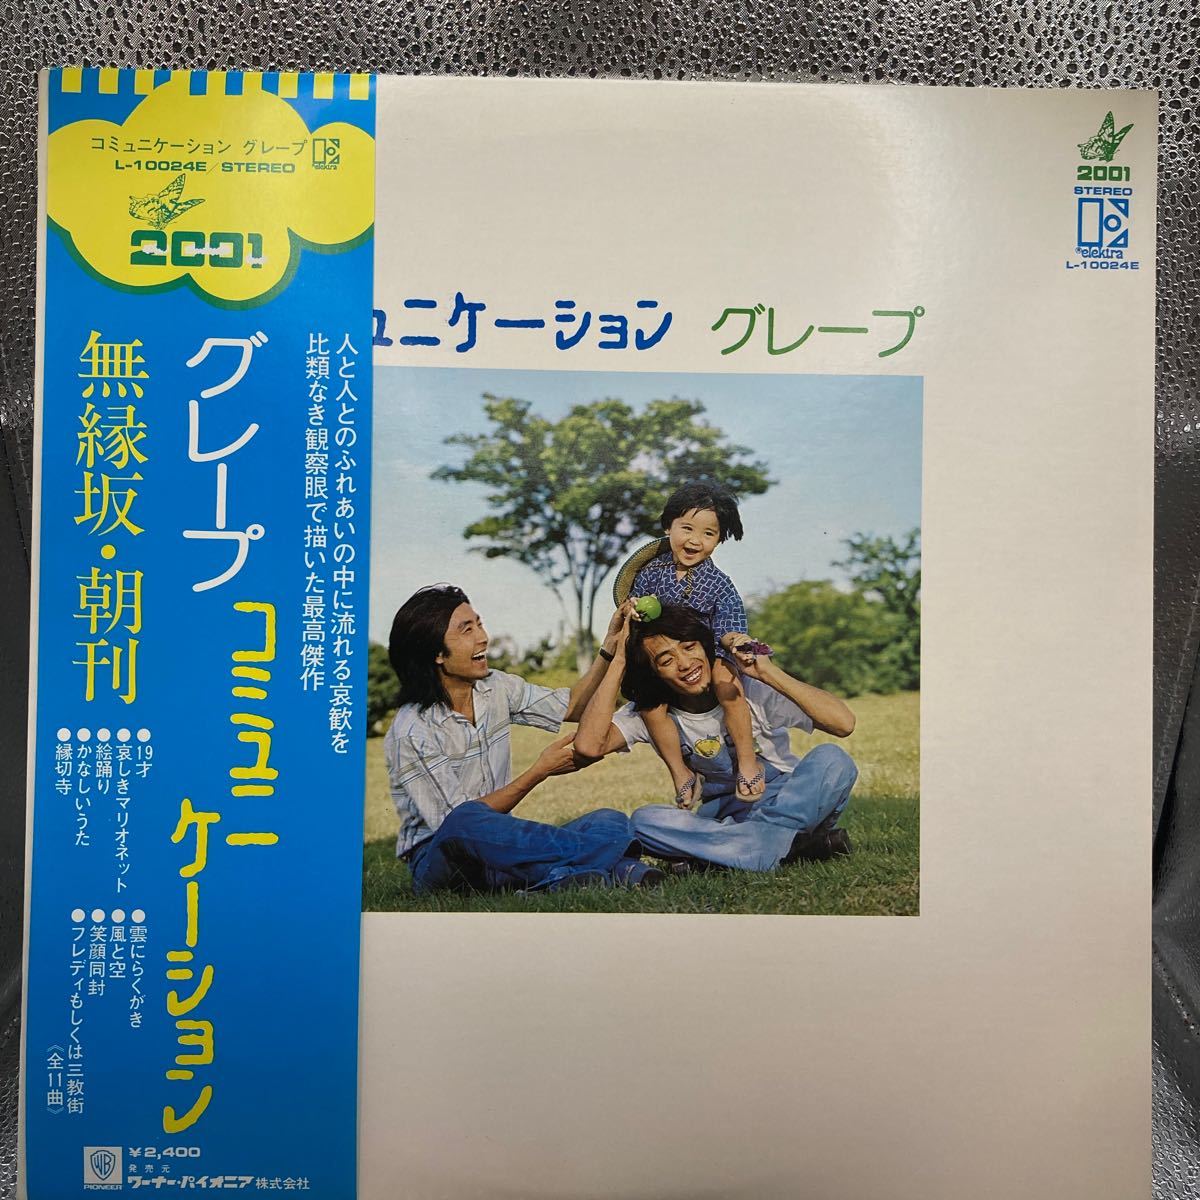 コミュニケーション グレープ
L-10024E/STEREO
elektra
2001
人と人とのふれあいの中に流れる哀歓を
比類なき観察眼で描いた最高傑作
グレープ
コミュニケーション
無縁坂・朝刊
●19才
●哀しきマリオネット
●絵踊り
●かなしいうた
●縁切寺
●雲にらくがき
●風と空
●笑顔同封
●フレディもしくは三教街
《全11曲》
WB
PIONEER
¥2,400
発売元
ワーナー・パイオニア株式会社
ュニケーション グレープ
2001
STEREO
®elektra
L-10024E